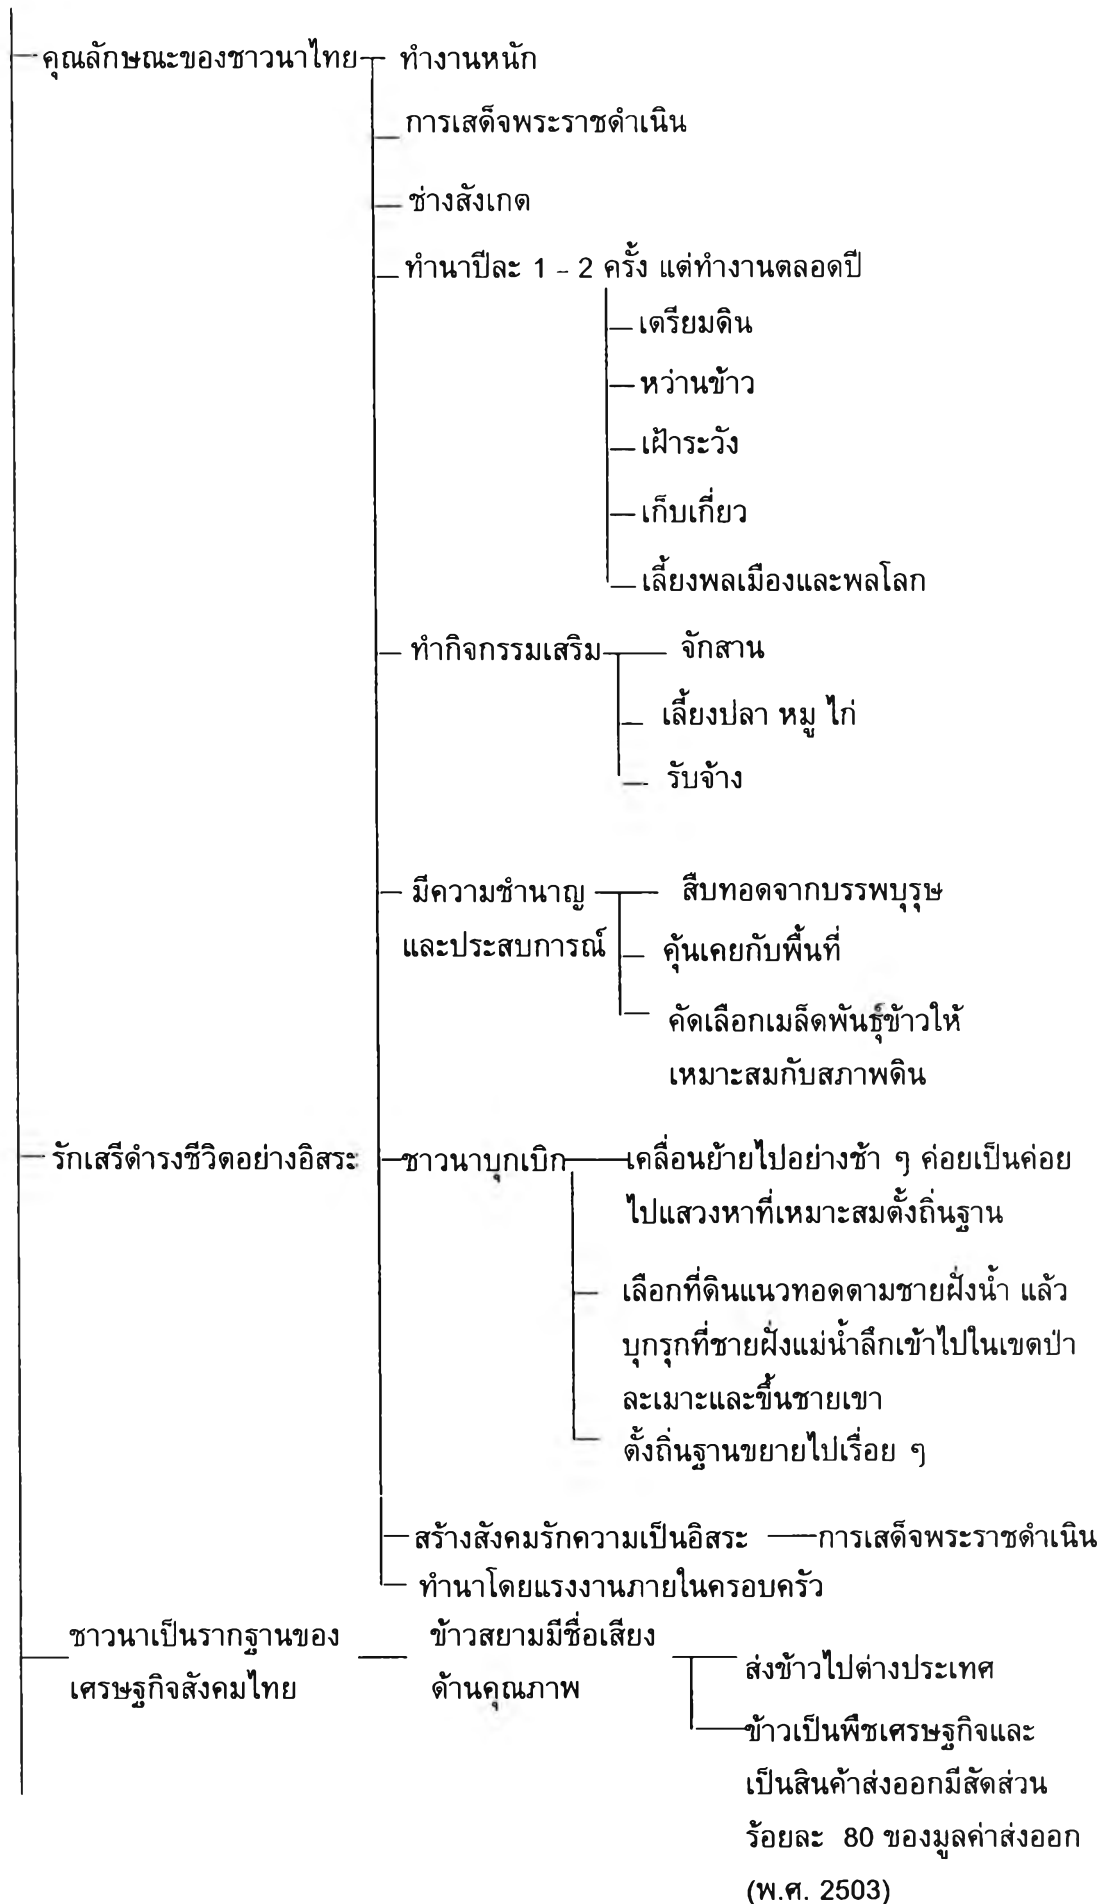 คุณลักษณะของชาวนาไทย ทำงานหนัก
การเสด็จพระราชดำเนิน
ช่างสังเกต
ทำนาปีละ 1 - 2 ครั้ง แต่ทำงานตลอดปี
เตรียมดิน
หว่านข้าว
เฝ้าระวัง
เก็บเกี่ยว
เลี้ยงพลเมืองและพลโลก
ทำกิจกรรมเสริม จักสาน
เลี้ยงปลา หมู ไก่
รับจ้าง
มีความชำนาญ สืบทอดจากบรรพบุรุษ
และประสบการณ์ คุ้นเคยกับพื้นที่
คัดเลือกเมล็ดพันธุ์ข้าวให้
เหมาะสมกับสภาพดิน
รักเสรีดำรงชีวิตอย่างอิสระ ชาวนาบุกเบิก เคลื่อนย้ายไปอย่างช้า ๆ ค่อยเป็นค่อย
ไปแสวงหาที่เหมาะสมตั้งถิ่นฐาน
เลือกที่ดินแนวทอดตามชายฝั่งน้ำ แล้ว
บุกรุกที่ชายฝั่งแม่น้ำลึกเข้าไปในเขตป่า
ละเมาะและขึ้นชายเขา
ตั้งถิ่นฐานขยายไปเรื่อย ๆ
สร้างสังคมรักความเป็นอิสระ การเสด็จพระราชดำเนิน
ทำนาโดยแรงงานภายในครอบครัว
ชาวนาเป็นรากฐานของ ข้าวสยามมีชื่อเสียง
เศรษฐกิจสังคมไทย ด้านคุณภาพ ส่งข้าวไปต่างประเทศ
ข้าวเป็นพืชเศรษฐกิจและ
เป็นสินค้าส่งออกมีสัดส่วน
ร้อยละ 80 ของมูลค่าส่งออก
(พ.ศ. 2503)